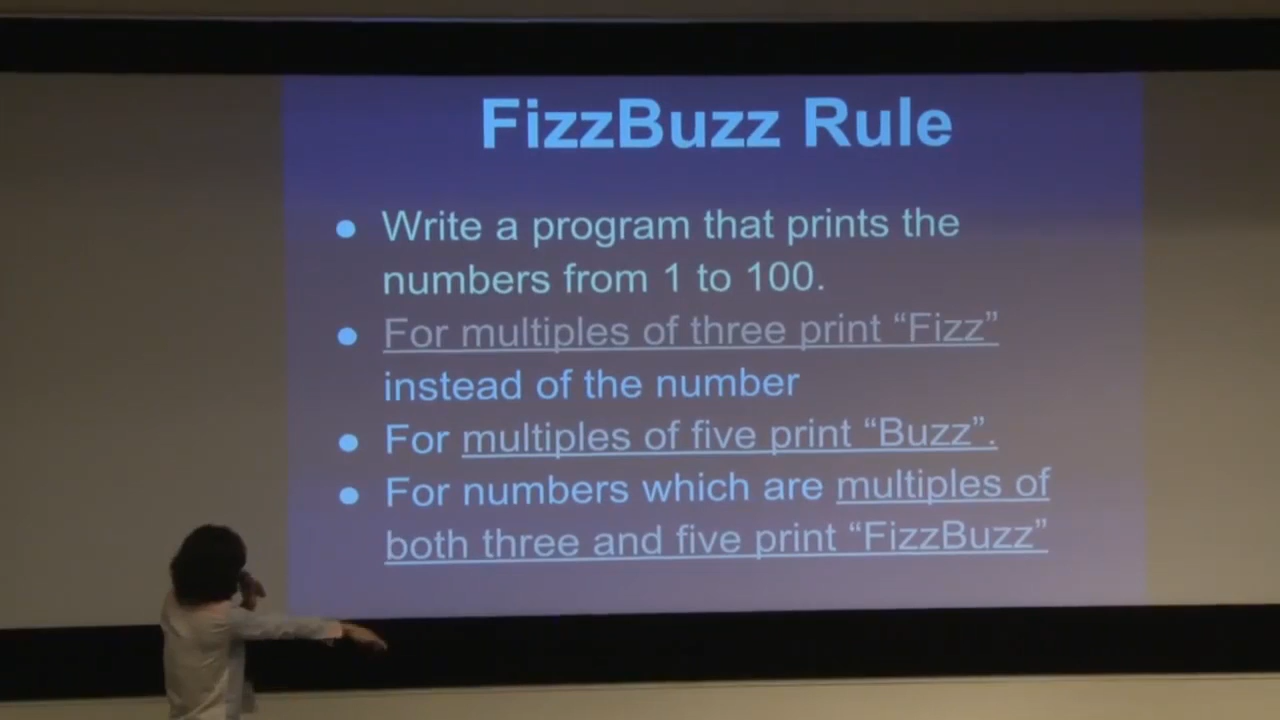 FizzBuzz Rule
● Write a program that prints the
numbers from 1 to 100.
● For multiples of three print “Fizz”
instead of the number
● For multiples of five print “Buzz”.
● For numbers which are multiples of
both three and five print “FizzBuzz”